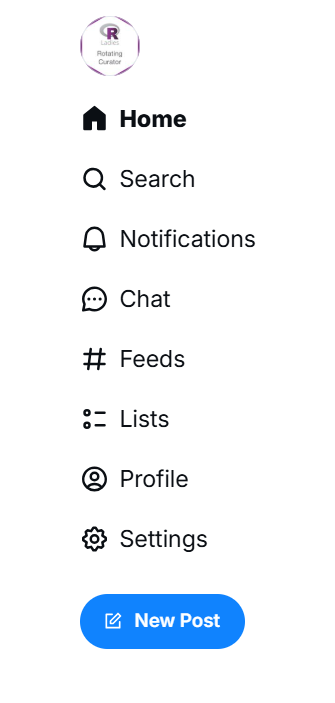 R
Ladies
Rotating
Curator
Home
Search
Notifications
Chat
Feeds
Lists
Profile
Settings
New Post